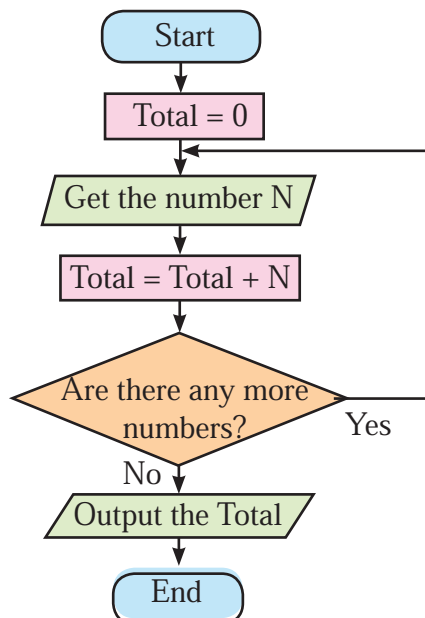 Start
Total = 0
Get the number N
Total = Total + N
Are there any more
numbers?
Yes
No
Output the Total
End